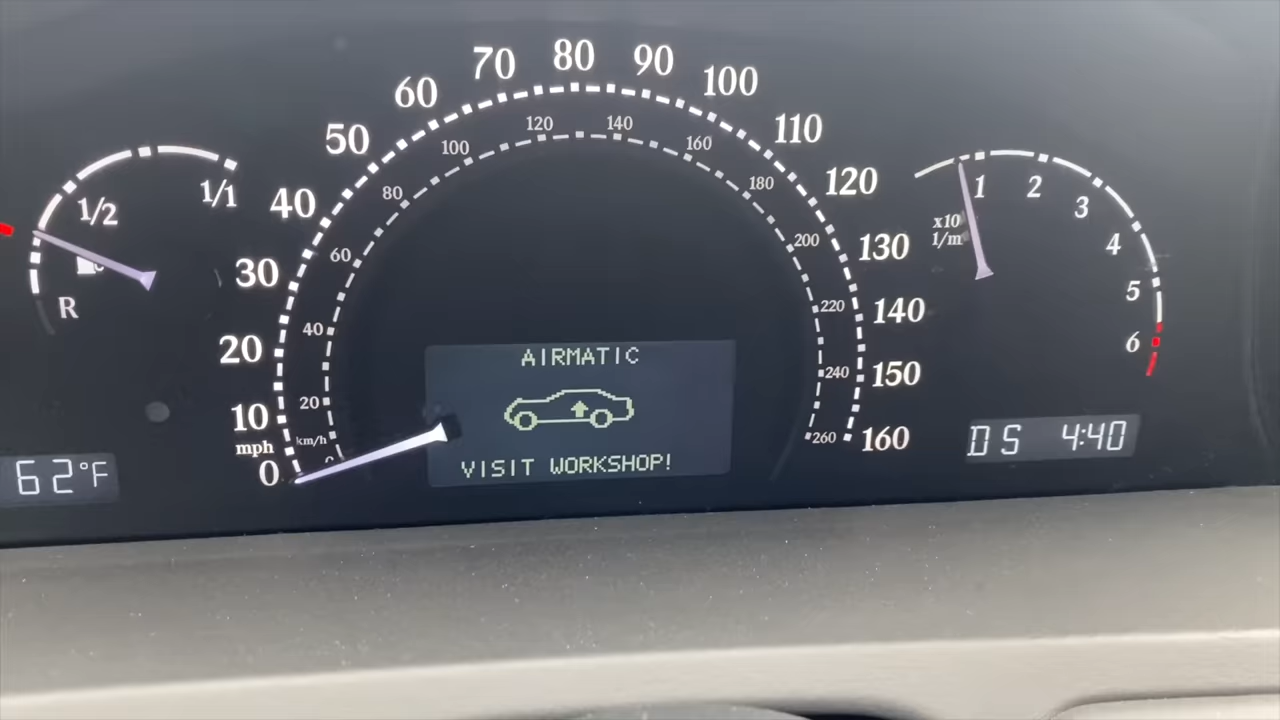 70 80 90
60 100
50 110
120 140
100 160
1/2 1/1 40 80 180 120
1 2 3
x10
1/m
4
30 60 200 130
5
R 220 140
6
20 40 240 150
AIRMATIC
10 20
mph km/h 260 160
0
VISIT WORKSHOP!
62°F
D S 4:40